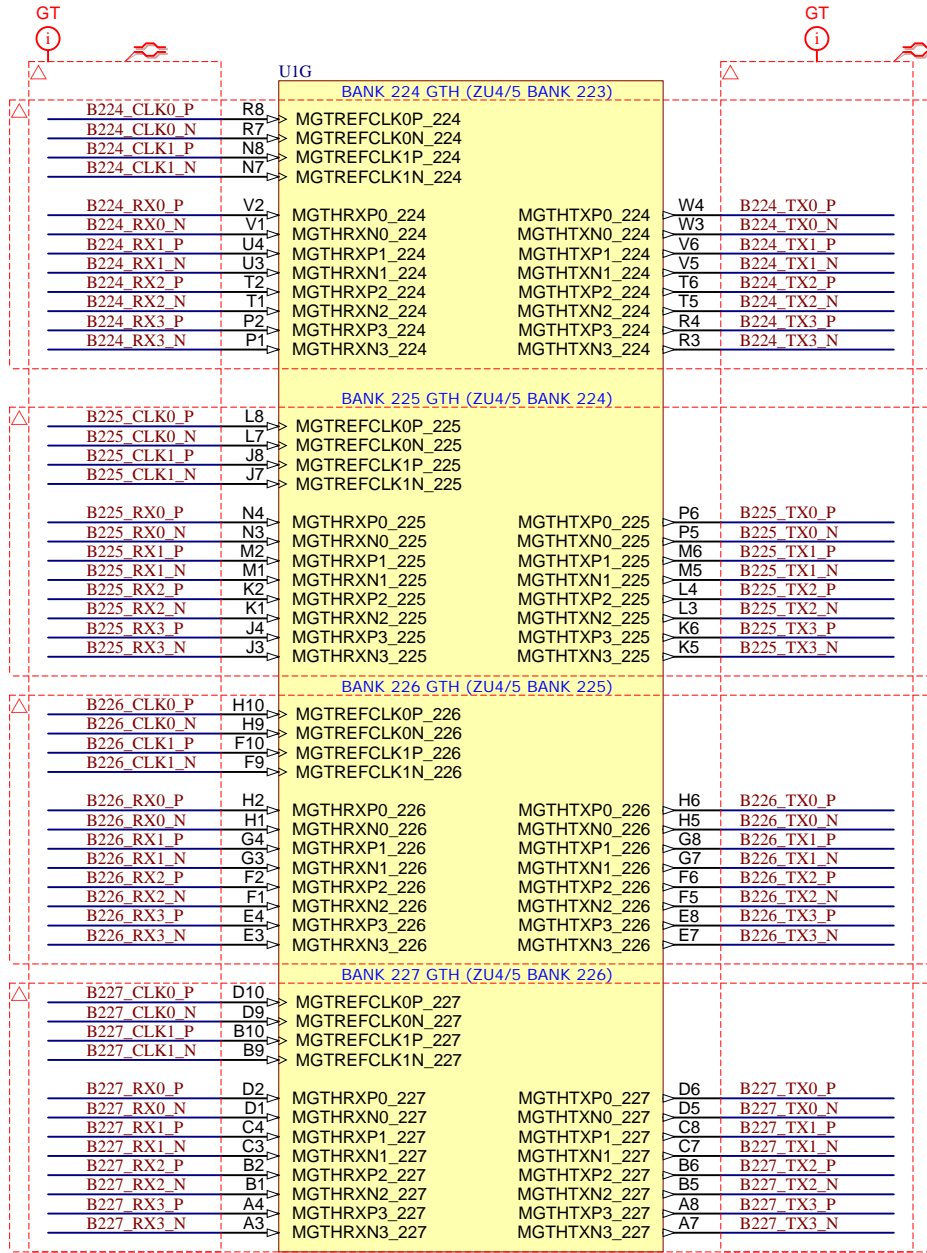 GT GT
i i
U1G
BANK 224 GTH (ZU4/5 BANK 223)
B224_CLK0_P R8 MGTREFCLK0P_224
B224_CLK0_N R7 MGTREFCLK0N_224
B224_CLK1_P N8 MGTREFCLK1P_224
B224_CLK1_N N7 MGTREFCLK1N_224
B224_RX0_P V2 MGTHRXP0_224 MGTHTXP0_224 W4 B224_TX0_P
B224_RX0_N V1 MGTHRXN0_224 MGTHTXN0_224 W3 B224_TX0_N
B224_RX1_P U4 MGTHRXP1_224 MGTHTXP1_224 V6 B224_TX1_P
B224_RX1_N U3 MGTHRXN1_224 MGTHTXN1_224 V5 B224_TX1_N
B224_RX2_P T2 MGTHRXP2_224 MGTHTXP2_224 T6 B224_TX2_P
B224_RX2_N T1 MGTHRXN2_224 MGTHTXN2_224 T5 B224_TX2_N
B224_RX3_P P2 MGTHRXP3_224 MGTHTXP3_224 R4 B224_TX3_P
B224_RX3_N P1 MGTHRXN3_224 MGTHTXN3_224 R3 B224_TX3_N
BANK 225 GTH (ZU4/5 BANK 224)
B225_CLK0_P L8 MGTREFCLK0P_225
B225_CLK0_N L7 MGTREFCLK0N_225
B225_CLK1_P J8 MGTREFCLK1P_225
B225_CLK1_N J7 MGTREFCLK1N_225
B225_RX0_P N4 MGTHRXP0_225 MGTHTXP0_225 P6 B225_TX0_P
B225_RX0_N N3 MGTHRXN0_225 MGTHTXN0_225 P5 B225_TX0_N
B225_RX1_P M2 MGTHRXP1_225 MGTHTXP1_225 M6 B225_TX1_P
B225_RX1_N M1 MGTHRXN1_225 MGTHTXN1_225 M5 B225_TX1_N
B225_RX2_P K2 MGTHRXP2_225 MGTHTXP2_225 L4 B225_TX2_P
B225_RX2_N K1 MGTHRXN2_225 MGTHTXN2_225 L3 B225_TX2_N
B225_RX3_P J4 MGTHRXP3_225 MGTHTXP3_225 K6 B225_TX3_P
B225_RX3_N J3 MGTHRXN3_225 MGTHTXN3_225 K5 B225_TX3_N
BANK 226 GTH (ZU4/5 BANK 225)
B226_CLK0_P H10 MGTREFCLK0P_226
B226_CLK0_N H9 MGTREFCLK0N_226
B226_CLK1_P F10 MGTREFCLK1P_226
B226_CLK1_N F9 MGTREFCLK1N_226
B226_RX0_P H2 MGTHRXP0_226 MGTHTXP0_226 H6 B226_TX0_P
B226_RX0_N H1 MGTHRXN0_226 MGTHTXN0_226 H5 B226_TX0_N
B226_RX1_P G4 MGTHRXP1_226 MGTHTXP1_226 G8 B226_TX1_P
B226_RX1_N G3 MGTHRXN1_226 MGTHTXN1_226 G7 B226_TX1_N
B226_RX2_P F2 MGTHRXP2_226 MGTHTXP2_226 F6 B226_TX2_P
B226_RX2_N F1 MGTHRXN2_226 MGTHTXN2_226 F5 B226_TX2_N
B226_RX3_P E4 MGTHRXP3_226 MGTHTXP3_226 E8 B226_TX3_P
B226_RX3_N E3 MGTHRXN3_226 MGTHTXN3_226 E7 B226_TX3_N
BANK 227 GTH (ZU4/5 BANK 226)
B227_CLK0_P D10 MGTREFCLK0P_227
B227_CLK0_N D9 MGTREFCLK0N_227
B227_CLK1_P B10 MGTREFCLK1P_227
B227_CLK1_N B9 MGTREFCLK1N_227
B227_RX0_P D2 MGTHRXP0_227 MGTHTXP0_227 D6 B227_TX0_P
B227_RX0_N D1 MGTHRXN0_227 MGTHTXN0_227 D5 B227_TX0_N
B227_RX1_P C4 MGTHRXP1_227 MGTHTXP1_227 C8 B227_TX1_P
B227_RX1_N C3 MGTHRXN1_227 MGTHTXN1_227 C7 B227_TX1_N
B227_RX2_P B2 MGTHRXP2_227 MGTHTXP2_227 B6 B227_TX2_P
B227_RX2_N B1 MGTHRXN2_227 MGTHTXN2_227 B5 B227_TX2_N
B227_RX3_P A4 MGTHRXP3_227 MGTHTXP3_227 A8 B227_TX3_P
B227_RX3_N A3 MGTHRXN3_227 MGTHTXN3_227 A7 B227_TX3_N